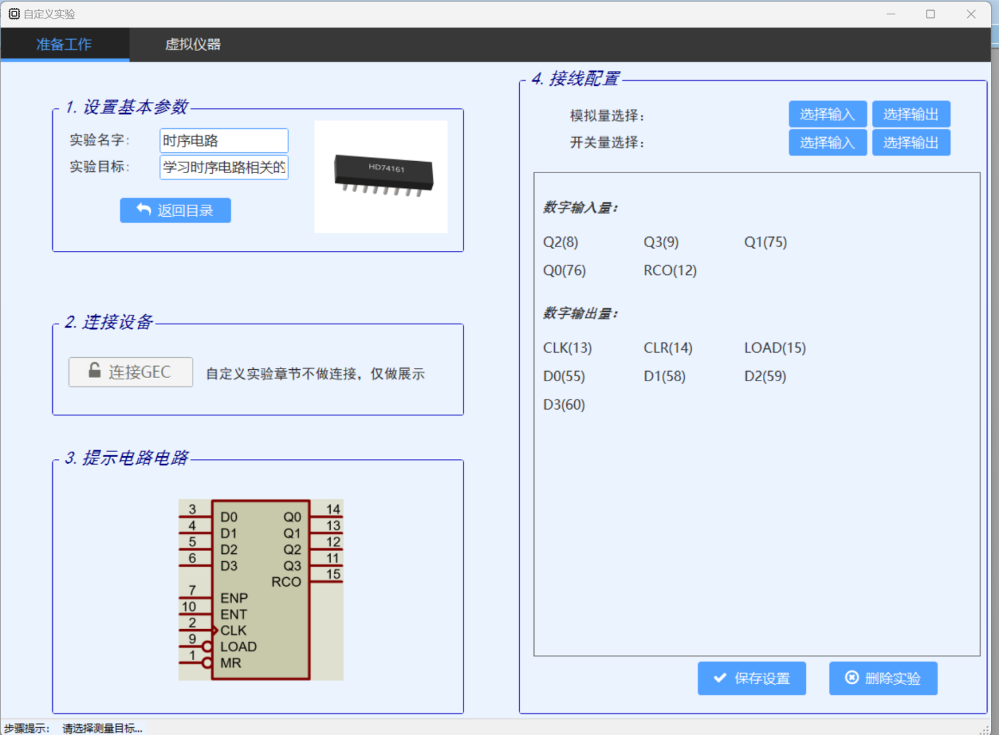 自定义实验
准备工作
虚拟仪器
1. 设置基本参数
实验名字:
时序电路
实验目标:
学习时序电路相关的
返回目录
HD74161
2. 连接设备
连接GEC
自定义实验章节不做连接，仅做展示
3. 提示电路电路
3 D0 Q0 14
4 D1 Q1 13
5 D2 Q2 12
6 D3 Q3 11
RCO 15
7 ENP
10 ENT
2 CLK
9 LOAD
1 MR
4. 接线配置
模拟量选择： 选择输入 选择输出
开关量选择： 选择输入 选择输出
数字输入量：
Q2(8) Q3(9) Q1(75)
Q0(76) RCO(12)
数字输出量：
CLK(13) CLR(14) LOAD(15)
D0(55) D1(58) D2(59)
D3(60)
保存设置
删除实验
步骤提示： 请选择测量目标...